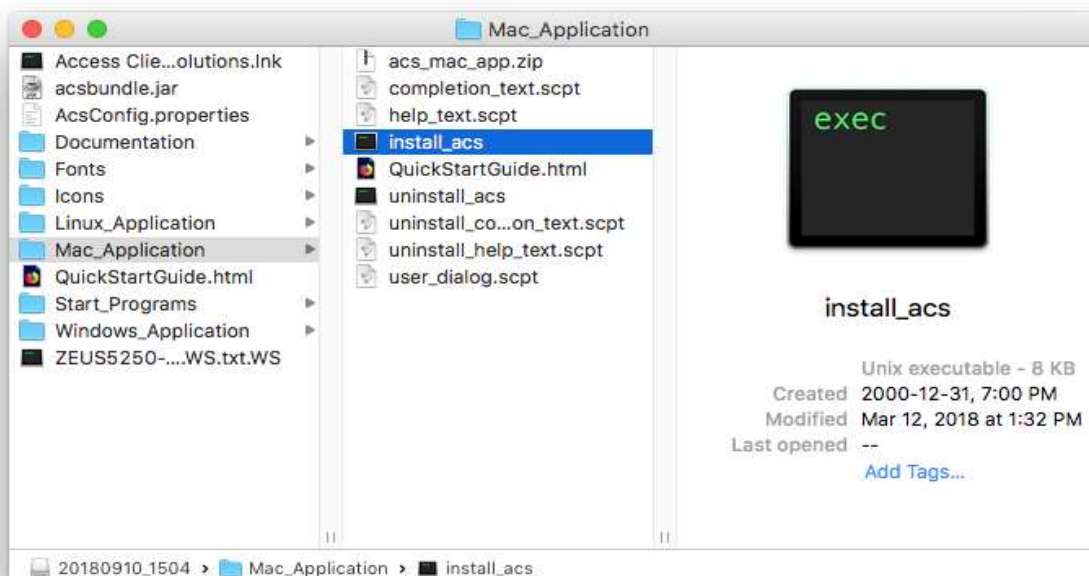 Mac_Application
Access Clie...olutions.lnk
acsbundle.jar
AcsConfig.properties
Documentation
Fonts
Icons
Linux_Application
Mac_Application
QuickStartGuide.html
Start_Programs
Windows_Application
ZEUS5250-....WS.txt.WS
acs_mac_app.zip
completion_text.scpt
help_text.scpt
install_acs
QuickStartGuide.html
uninstall_acs
uninstall_co...on_text.scpt
uninstall_help_text.scpt
user_dialog.scpt
exec
install_acs
Unix executable - 8 KB
Created 2000-12-31, 7:00 PM
Modified Mar 12, 2018 at 1:32 PM
Last opened --
Add Tags...
20180910_1504 › Mac_Application › install_acs